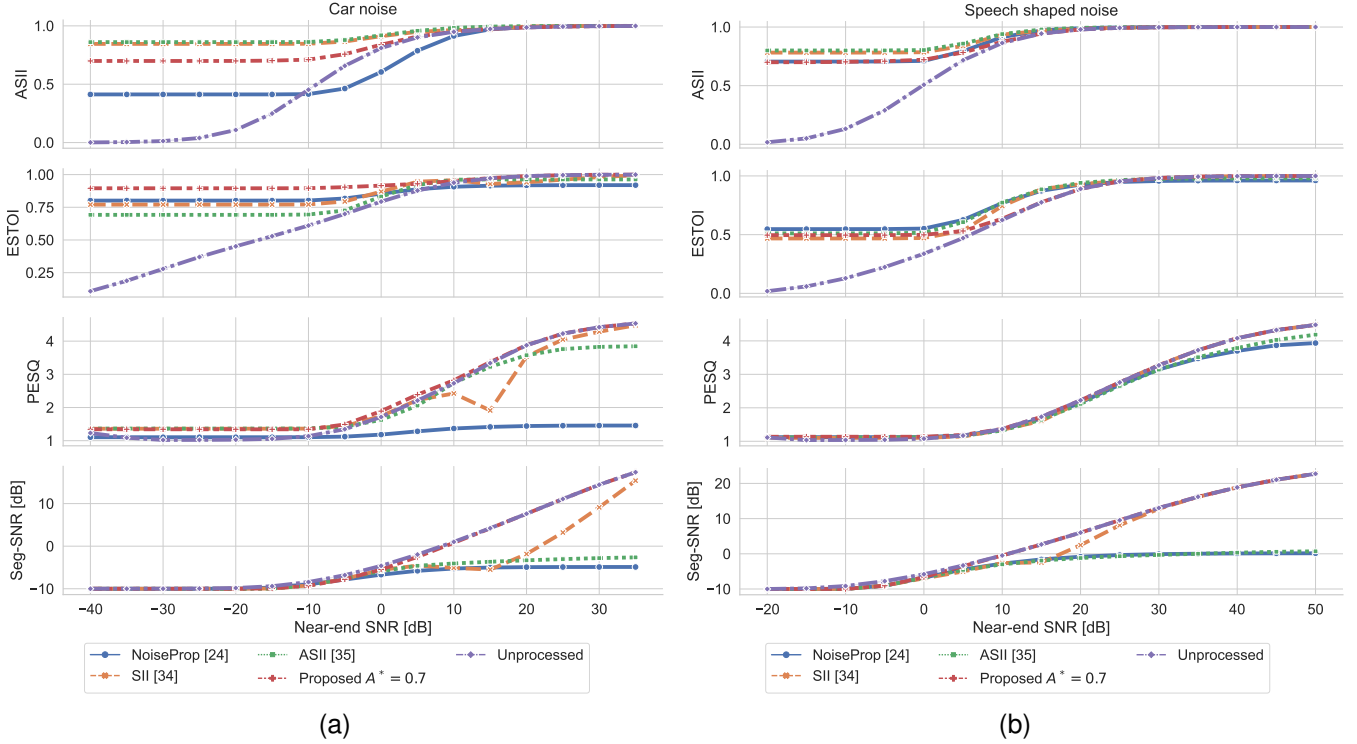 Car noise
1.0
0.5
0.0
ASII
1.00
0.75
0.50
0.25
ESTOI
4
3
2
1
PESQ
10
0
−10
Seg-SNR [dB]
−40 −30 −20 −10 0 10 20 30
Near-end SNR [dB]
NoiseProp [24] ASII [35] Unprocessed
SII [34] Proposed A* = 0.7
(a)
Speech shaped noise
1.0
0.5
0.0
ASII
1.0
0.5
0.0
ESTOI
4
3
2
1
PESQ
20
10
0
−10
Seg-SNR [dB]
−20 −10 0 10 20 30 40 50
Near-end SNR [dB]
NoiseProp [24] ASII [35] Unprocessed
SII [34] Proposed A* = 0.7
(b)